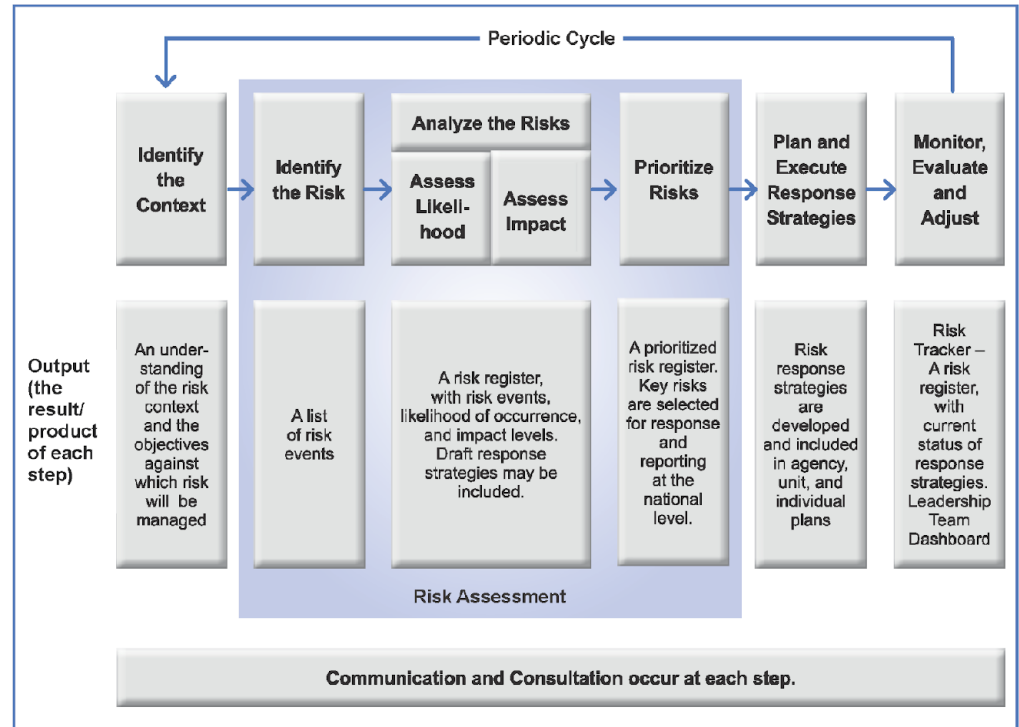 Periodic Cycle
Identify
the
Context
Identify
the Risk
Analyze the Risks
Assess
Likeli-
hood
Assess
Impact
Prioritize
Risks
Plan and
Execute
Response
Strategies
Monitor,
Evaluate
and
Adjust
Output
(the
result/
product
of each
step)
An under-
standing
of the risk
context
and the
objectives
against
which risk
will be
managed
A list
of risk
events
A risk register,
with risk events,
likelihood of occurrence,
and impact levels.
Draft response
strategies may be
included.
A prioritized
risk register.
Key risks
are selected
for response
and
reporting
at the
national
level.
Risk
response
strategies
are
developed
and included
in agency,
unit, and
individual
plans
Risk
Tracker –
A risk
register,
with
current
status of
response
strategies.
Leadership
Team
Dashboard
Risk Assessment
Communication and Consultation occur at each step.